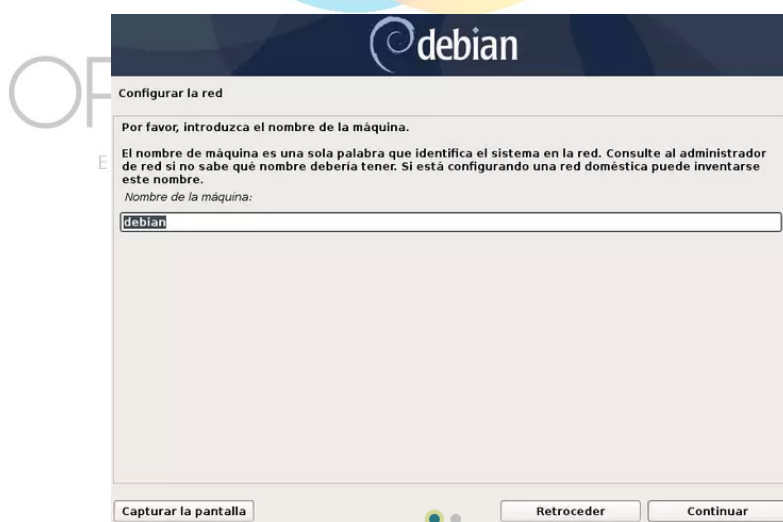 debian
Configurar la red
Por favor, introduzca el nombre de la máquina.
El nombre de máquina es una sola palabra que identifica el sistema en la red. Consulte al administrador
de red si no sabe qué nombre debería tener. Si está configurando una red doméstica puede inventarse
este nombre.
Nombre de la máquina:
debian
Capturar la pantalla
Retroceder
Continuar